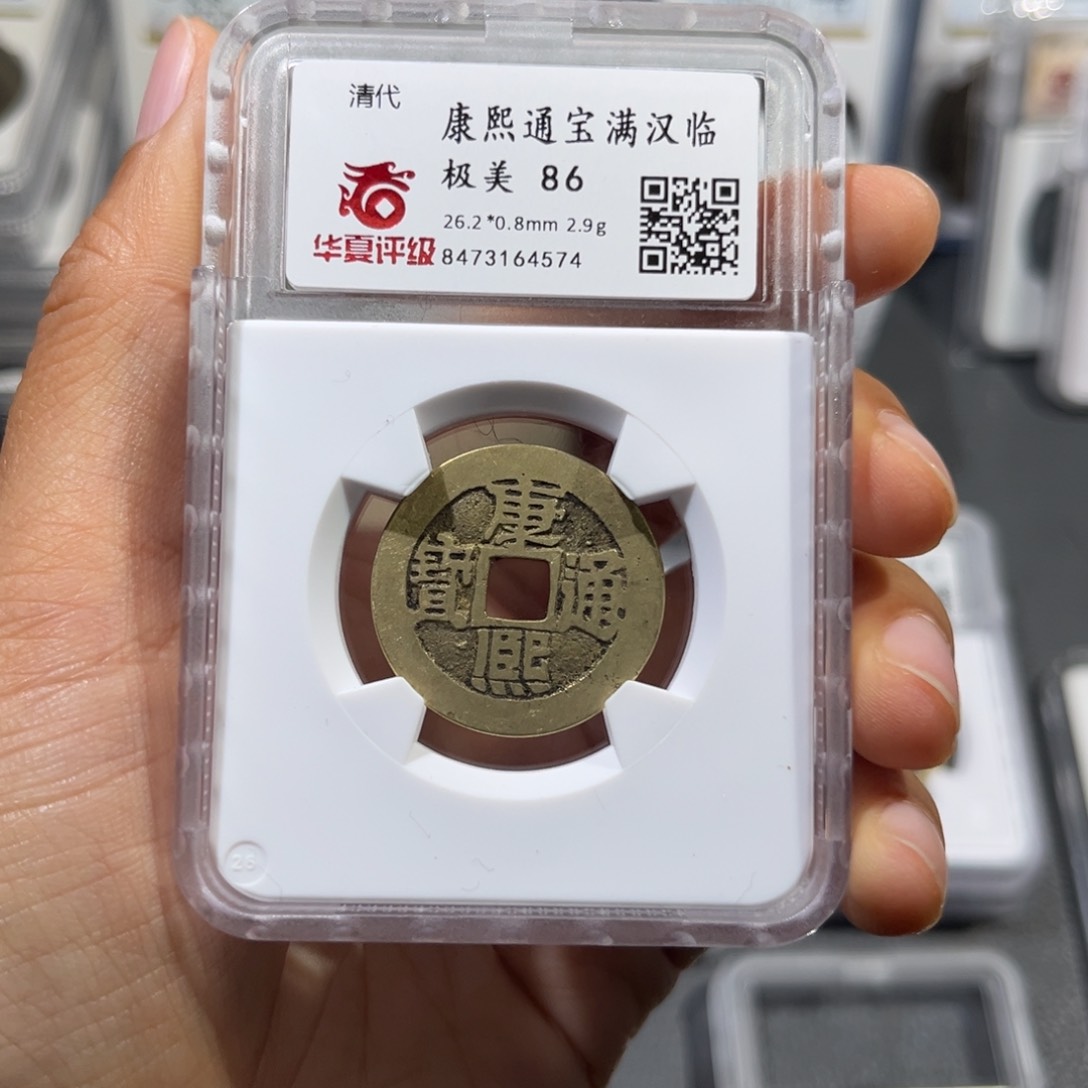 清代
康熙通宝满汉临
极美 86
26.2*0.8mm 2.9g
华夏评级
8473164574
康
通
寶
熙
26